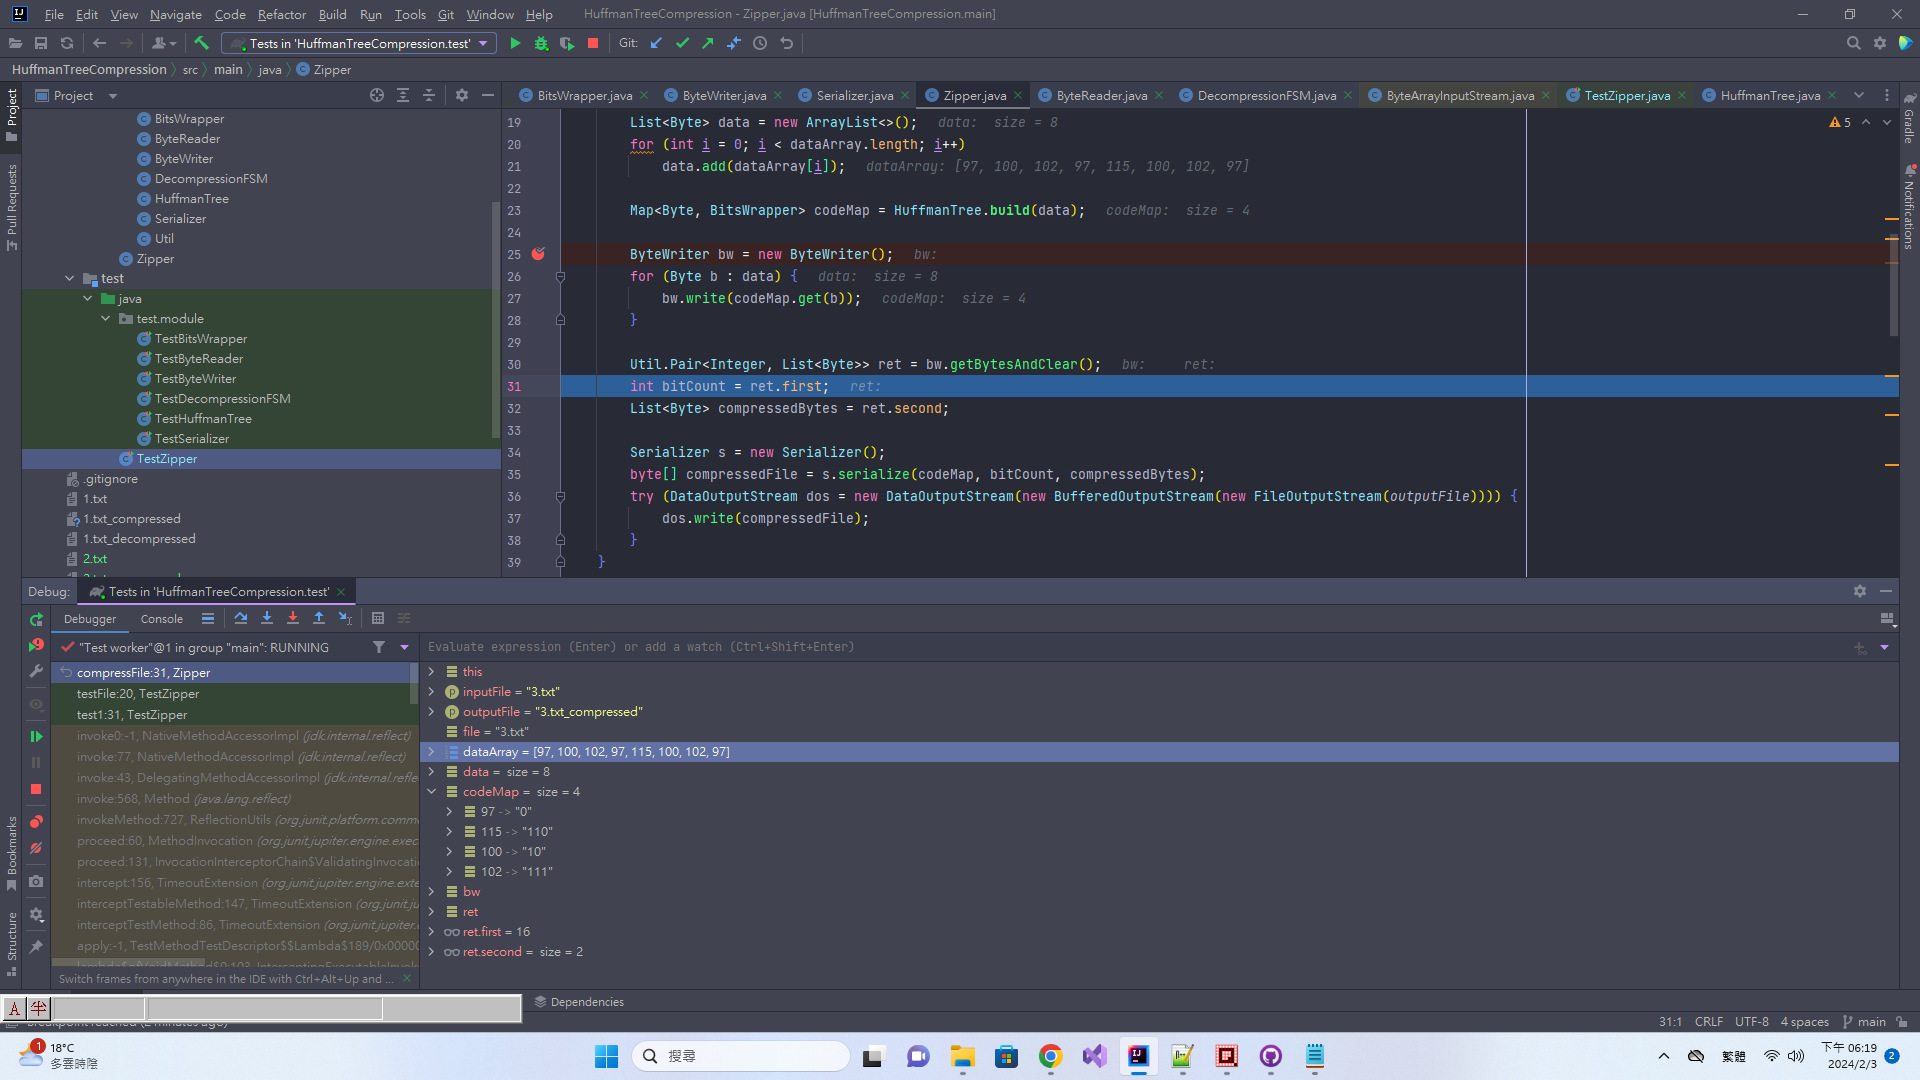 File Edit View Navigate Code Refactor Build Run Tools Git Window Help HuffmanTreeCompression - Zipper.java [HuffmanTreeCompression.main]
Tests in 'HuffmanTreeCompression.test' Git:
HuffmanTreeCompression src main java Zipper
Project
BitsWrapper.java ByteWriter.java Serializer.java Zipper.java ByteReader.java DecompressionFSM.java ByteArrayInputStream.java TestZipper.java HuffmanTree.java
Project
Pull Requests
Bookmarks
Structure
Gradle
Notifications
BitsWrapper
ByteReader
ByteWriter
DecompressionFSM
HuffmanTree
Serializer
Util
Zipper
test
java
test.module
TestBitsWrapper
TestByteReader
TestByteWriter
TestDecompressionFSM
TestHuffmanTree
TestSerializer
TestZipper
.gitignore
1.txt
1.txt_compressed
1.txt_decompressed
2.txt
5
19 List<Byte> data = new ArrayList<>(); data: size = 8
20 for (int i = 0; i < dataArray.length; i++)
21 data.add(dataArray[i]); dataArray: [97, 100, 102, 97, 115, 100, 102, 97]
22
23 Map<Byte, BitsWrapper> codeMap = HuffmanTree.build(data); codeMap: size = 4
24
25 ByteWriter bw = new ByteWriter(); bw:
26 for (Byte b : data) { data: size = 8
27 bw.write(codeMap.get(b)); codeMap: size = 4
28 }
29
30 Util.Pair<Integer, List<Byte>> ret = bw.getBytesAndClear(); bw: ret:
31 int bitCount = ret.first; ret:
32 List<Byte> compressedBytes = ret.second;
33
34 Serializer s = new Serializer();
35 byte[] compressedFile = s.serialize(codeMap, bitCount, compressedBytes);
36 try (DataOutputStream dos = new DataOutputStream(new BufferedOutputStream(new FileOutputStream(outputFile)))) {
37 dos.write(compressedFile);
38 }
39 }
Debug: Tests in 'HuffmanTreeCompression.test'
Debugger Console
"Test worker"@1 in group "main": RUNNING
compressFile:31, Zipper
testFile:20, TestZipper
test1:31, TestZipper
invoke0:-1, NativeMethodAccessorImpl (jdk.internal.reflect)
invoke:77, NativeMethodAccessorImpl (jdk.internal.reflect)
invoke:43, DelegatingMethodAccessorImpl (jdk.internal.refle
invoke:568, Method (java.lang.reflect)
invokeMethod:727, ReflectionUtils (org.junit.platform.comm
proceed:60, MethodInvocation (org.junit.jupiter.engine.exec
proceed:131, InvocationInterceptorChain$ValidatingInvocati
intercept:156, TimeoutExtension (org.junit.jupiter.engine.exte
interceptTestableMethod:147, TimeoutExtension (org.junit.ju
interceptTestMethod:86, TimeoutExtension (org.junit.jupiter.
apply:-1, TestMethodTestDescriptor$$Lambda$189/0x00000
Switch frames from anywhere in the IDE with Ctrl+Alt+Up and ...
Evaluate expression (Enter) or add a watch (Ctrl+Shift+Enter)
this
inputFile = "3.txt"
outputFile = "3.txt_compressed"
file = "3.txt"
dataArray = [97, 100, 102, 97, 115, 100, 102, 97]
data = size = 8
codeMap = size = 4
97 -> "0"
115 -> "110"
100 -> "10"
102 -> "111"
bw
ret
ret.first = 16
ret.second = size = 2
A 半
Dependencies
Breakpoint reached (2 minutes ago)
31:1 CRLF UTF-8 4 spaces main
1
18°C
多雲時陰
搜尋
繁體
下午 06:19
2024/2/3
2